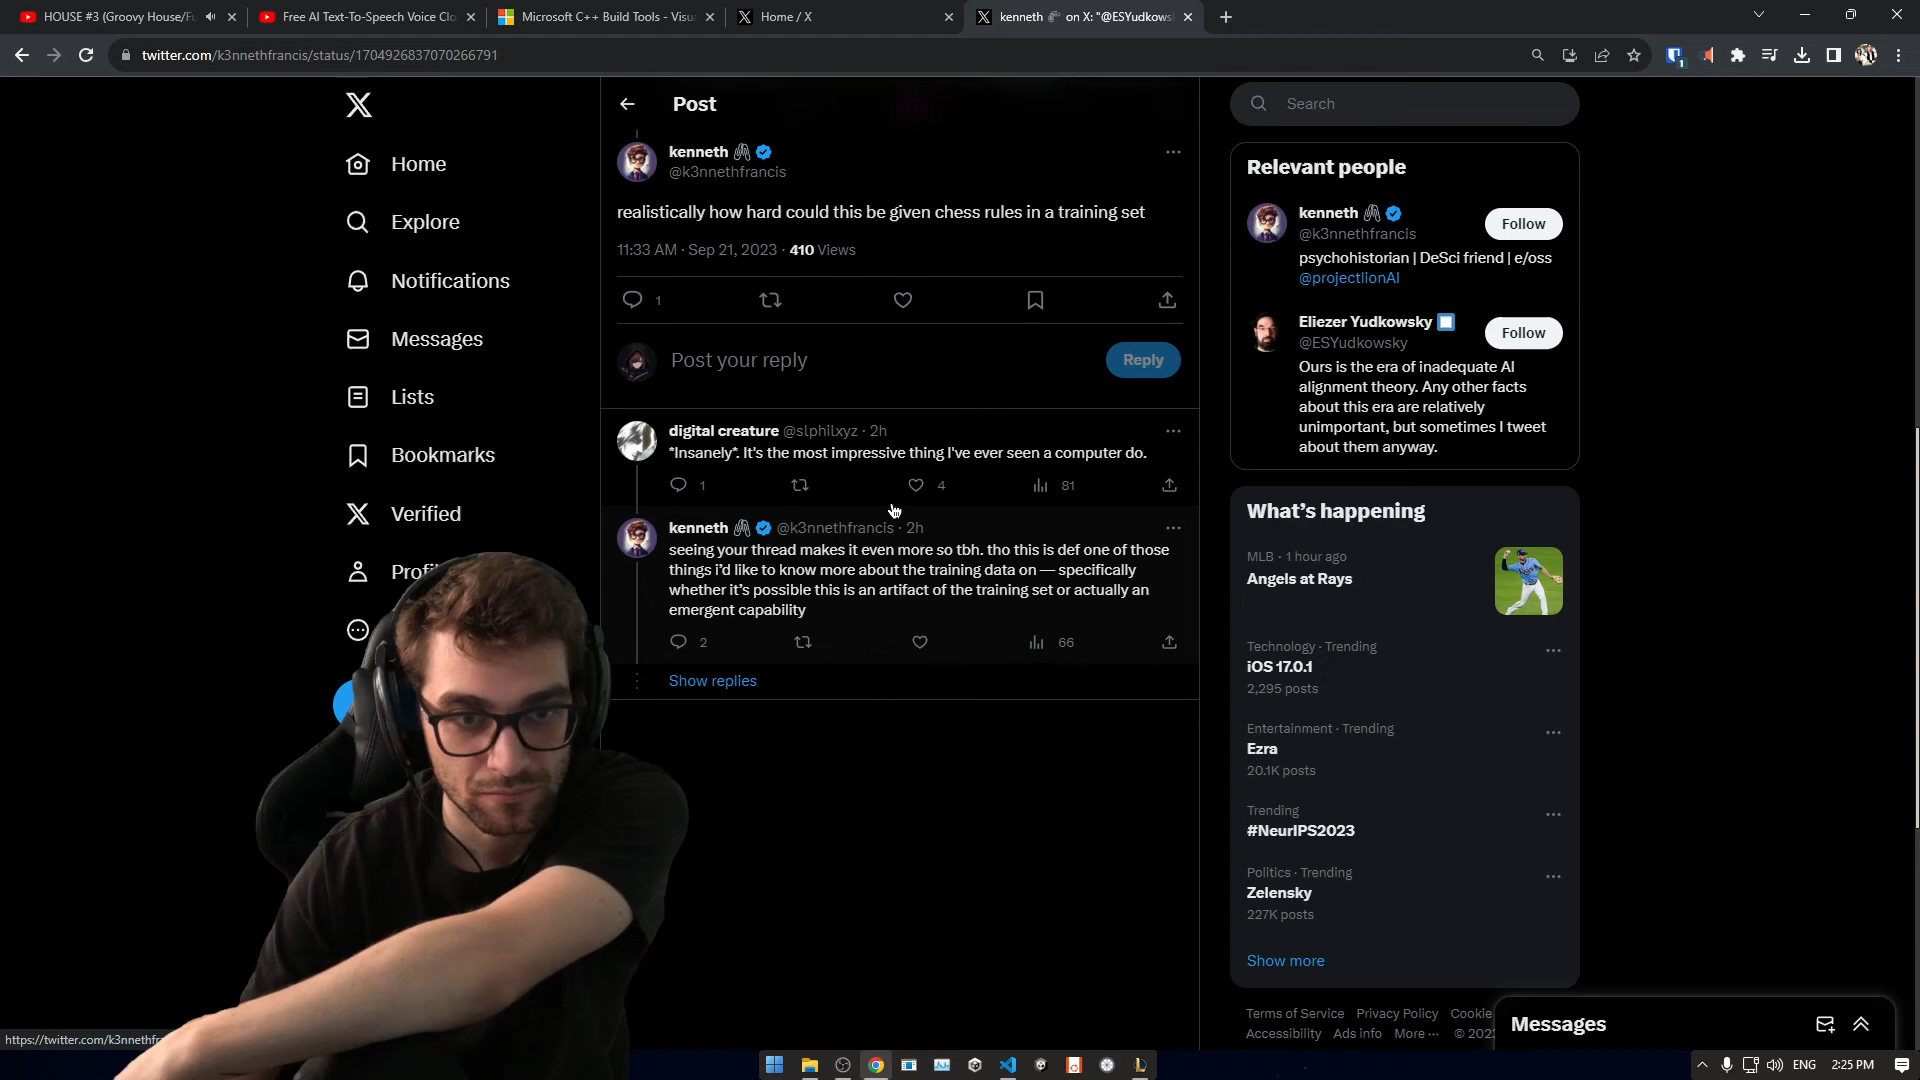 HOUSE #3 (Groovy House/Fu
Free AI Text-To-Speech Voice Clo
Microsoft C++ Build Tools - Visua
Home / X
kenneth on X: "@ESYudkows
twitter.com/k3nnethfrancis/status/1704926837070266791
1
X
Home
Explore
Notifications
Messages
Lists
Bookmarks
Verified
Profi
Post
kenneth
@k3nnethfrancis
realistically how hard could this be given chess rules in a training set
11:33 AM · Sep 21, 2023 · 410 Views
1
Post your reply
Reply
digital creature @slphilxyz · 2h
*Insanely*. It's the most impressive thing I've ever seen a computer do.
1 4 81
kenneth @k3nnethfrancis · 2h
seeing your thread makes it even more so tbh. tho this is def one of those
things i'd like to know more about the training data on — specifically
whether it's possible this is an artifact of the training set or actually an
emergent capability
2 66
Show replies
Search
Relevant people
kenneth
@k3nnethfrancis
Follow
psychohistorian | DeSci friend | e/oss
@projectlionAI
Eliezer Yudkowsky
@ESYudkowsky
Follow
Ours is the era of inadequate AI
alignment theory. Any other facts
about this era are relatively
unimportant, but sometimes I tweet
about them anyway.
What's happening
MLB · 1 hour ago
Angels at Rays
Technology · Trending
iOS 17.0.1
2,295 posts
Entertainment · Trending
Ezra
20.1K posts
Trending
#NeurIPS2023
Politics · Trending
Zelensky
227K posts
Show more
Terms of Service Privacy Policy Cookie
Accessibility Ads info More ··· © 202
Messages
https://twitter.com/k3nnethfra
ENG 2:25 PM